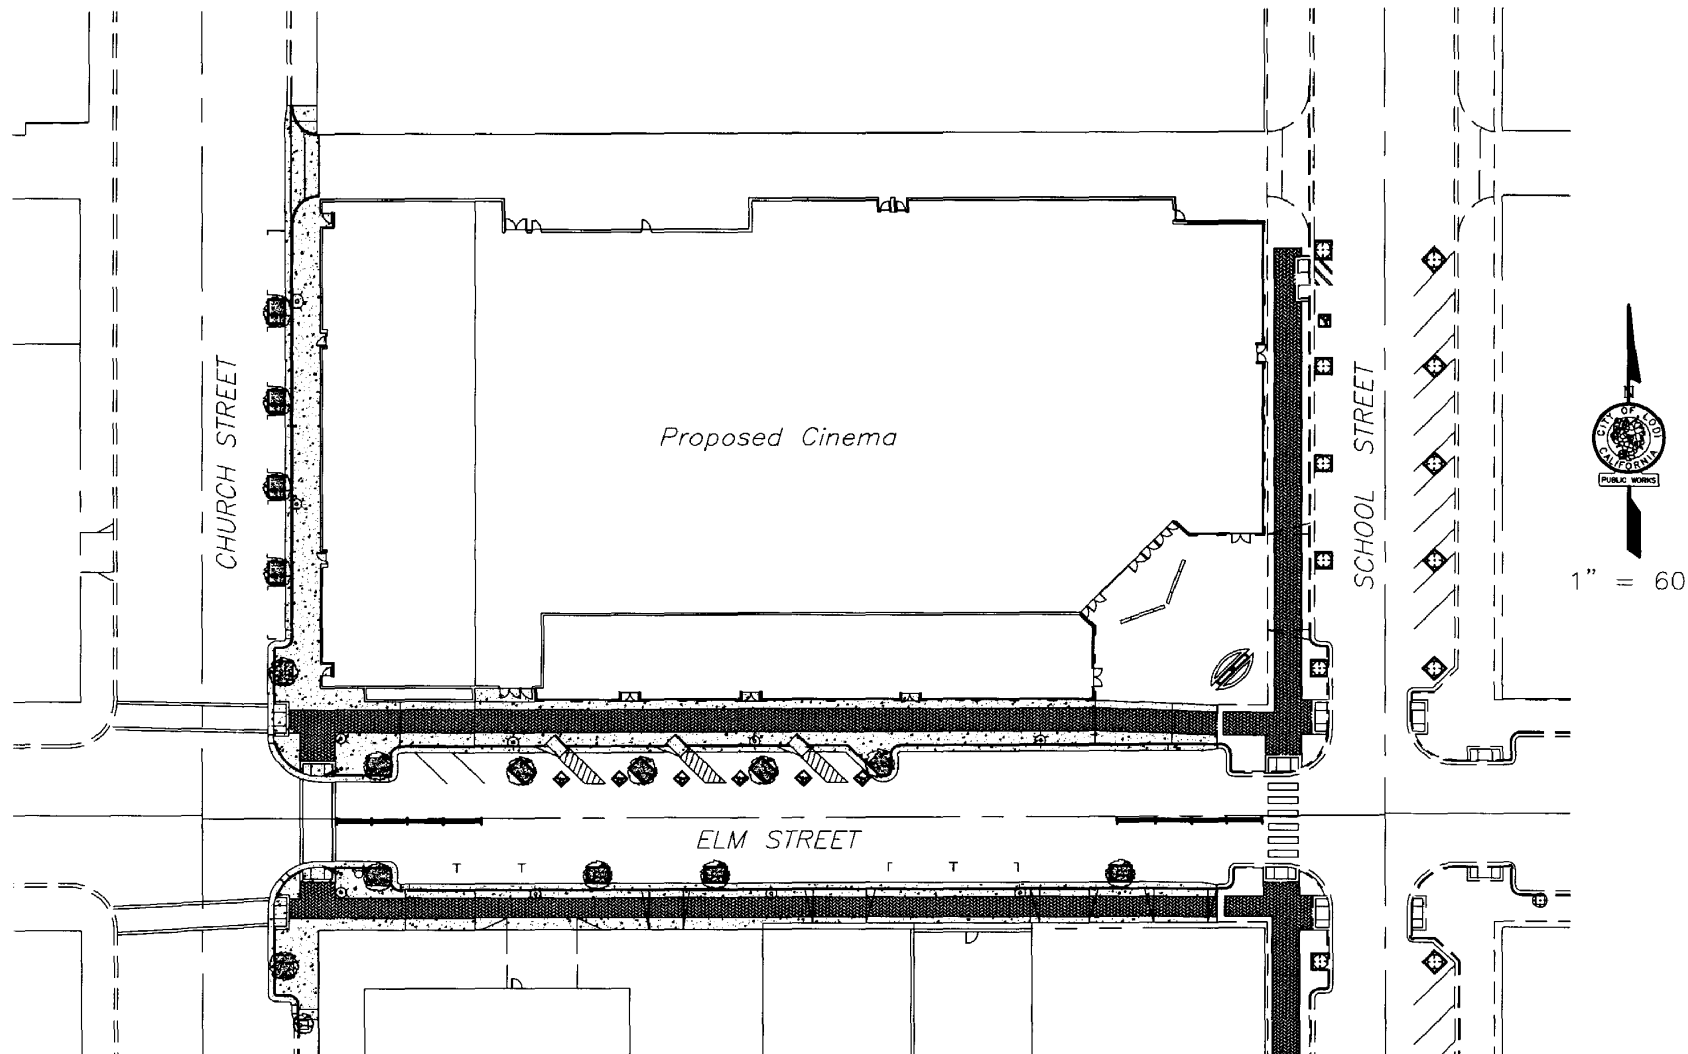 Proposed Cinema
CHURCH STREET
SCHOOL STREET
ELM STREET
N
CITY OF LODI
CALIFORNIA
PUBLIC WORKS
1" = 60